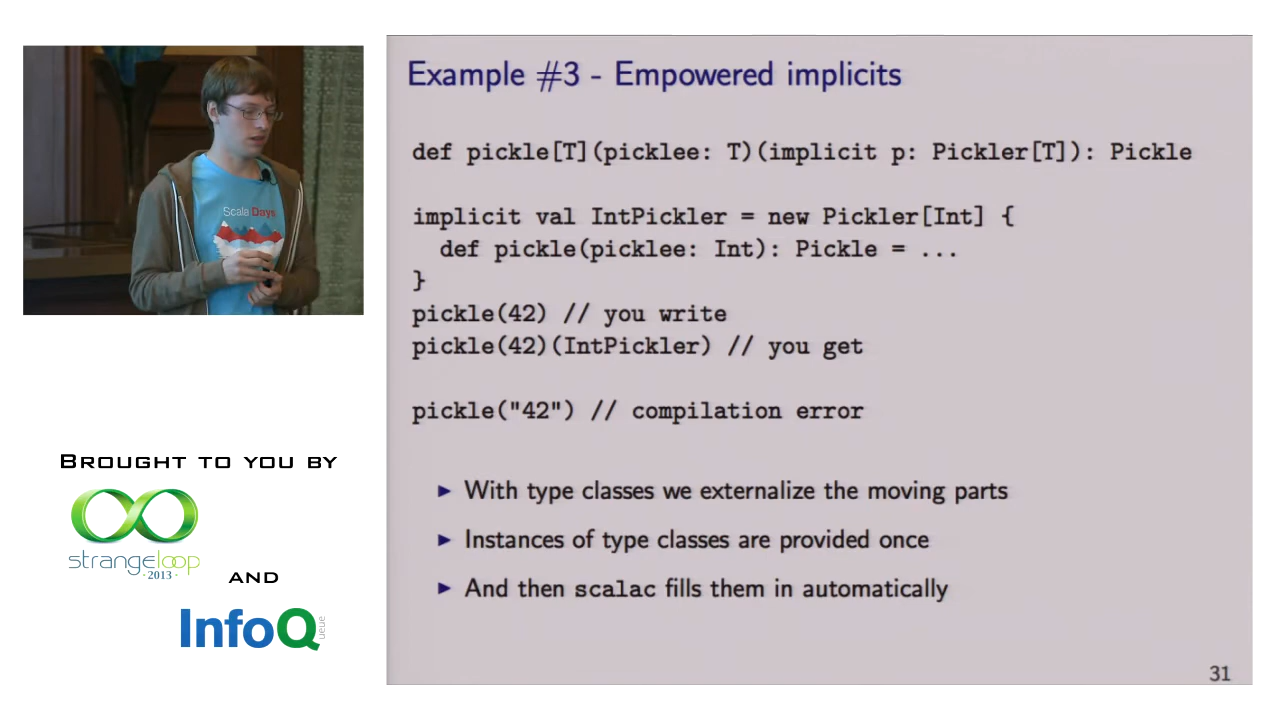 Scala Days
BROUGHT TO YOU BY
strangeloop
·2013·
AND
InfoQ
ueue
Example #3 - Empowered implicits
def pickle[T](picklee: T)(implicit p: Pickler[T]): Pickle
implicit val IntPickler = new Pickler[Int] {
def pickle(picklee: Int): Pickle = ...
}
pickle(42) // you write
pickle(42)(IntPickler) // you get
pickle("42") // compilation error
► With type classes we externalize the moving parts
► Instances of type classes are provided once
► And then scalac fills them in automatically
31